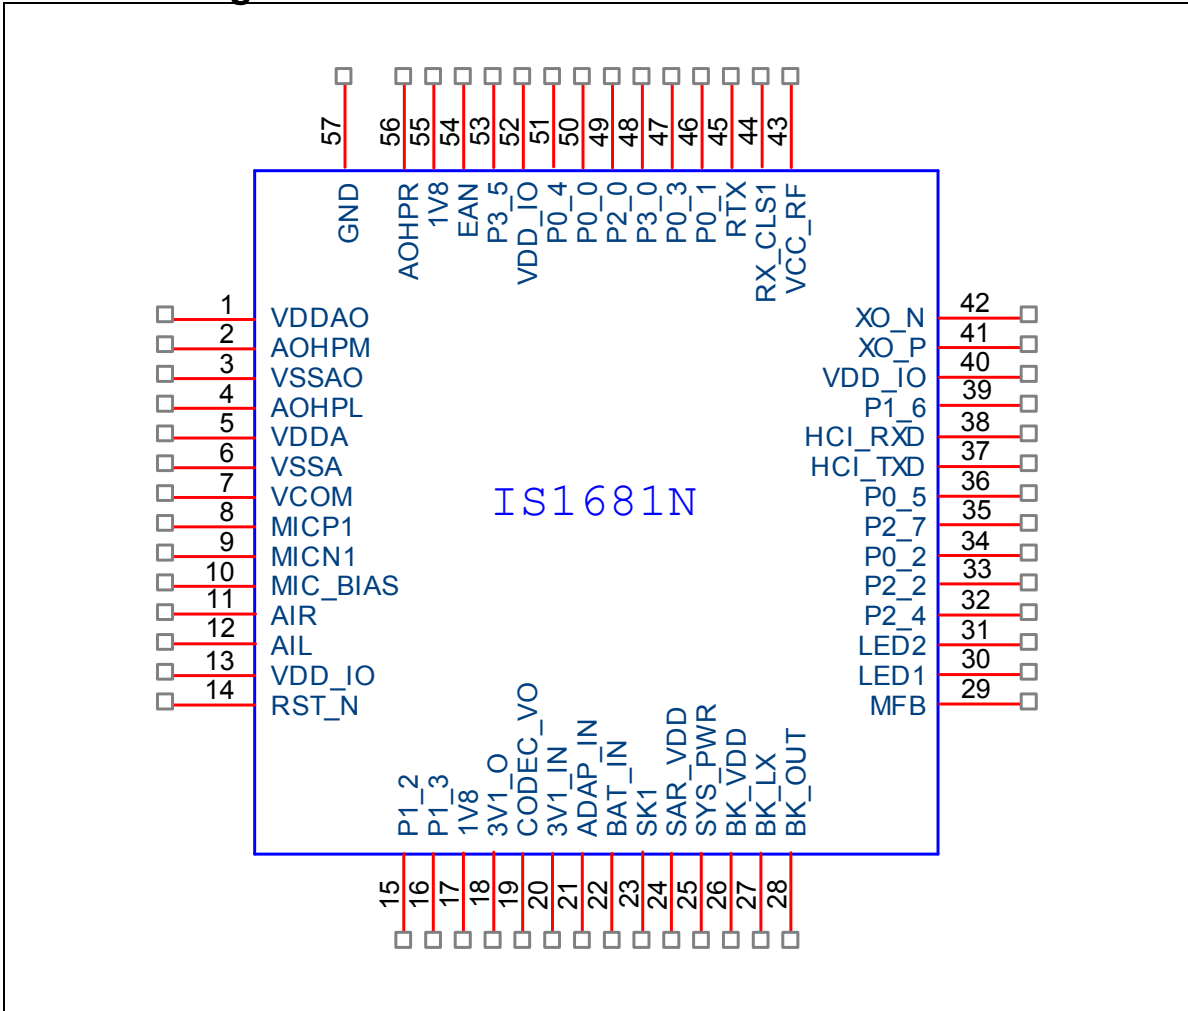 g
57
56
55
54
53
52
51
50
49
48
47
46
45
44
43
GND
AOHPR
1V8
EAN
P3_5
VDD_IO
P0_4
P0_0
P2_0
P3_0
P0_3
P0_1
RTX
RX_CLS1
VCC_RF
1 VDDAO
2 AOHPM
3 VSSAO
4 AOHPL
5 VDDA
6 VSSA
7 VCOM
8 MICP1
9 MICN1
10 MIC_BIAS
11 AIR
12 AIL
13 VDD_IO
14 RST_N
IS1681N
XO_N 42
XO_P 41
VDD_IO 40
P1_6 39
HCI_RXD 38
HCI_TXD 37
P0_5 36
P2_7 35
P0_2 34
P2_2 33
P2_4 32
LED2 31
LED1 30
MFB 29
P1_2
P1_3
1V8
3V1_O
CODEC_VO
3V1_IN
ADAP_IN
BAT_IN
SK1
SAR_VDD
SYS_PWR
BK_VDD
BK_LX
BK_OUT
15
16
17
18
19
20
21
22
23
24
25
26
27
28